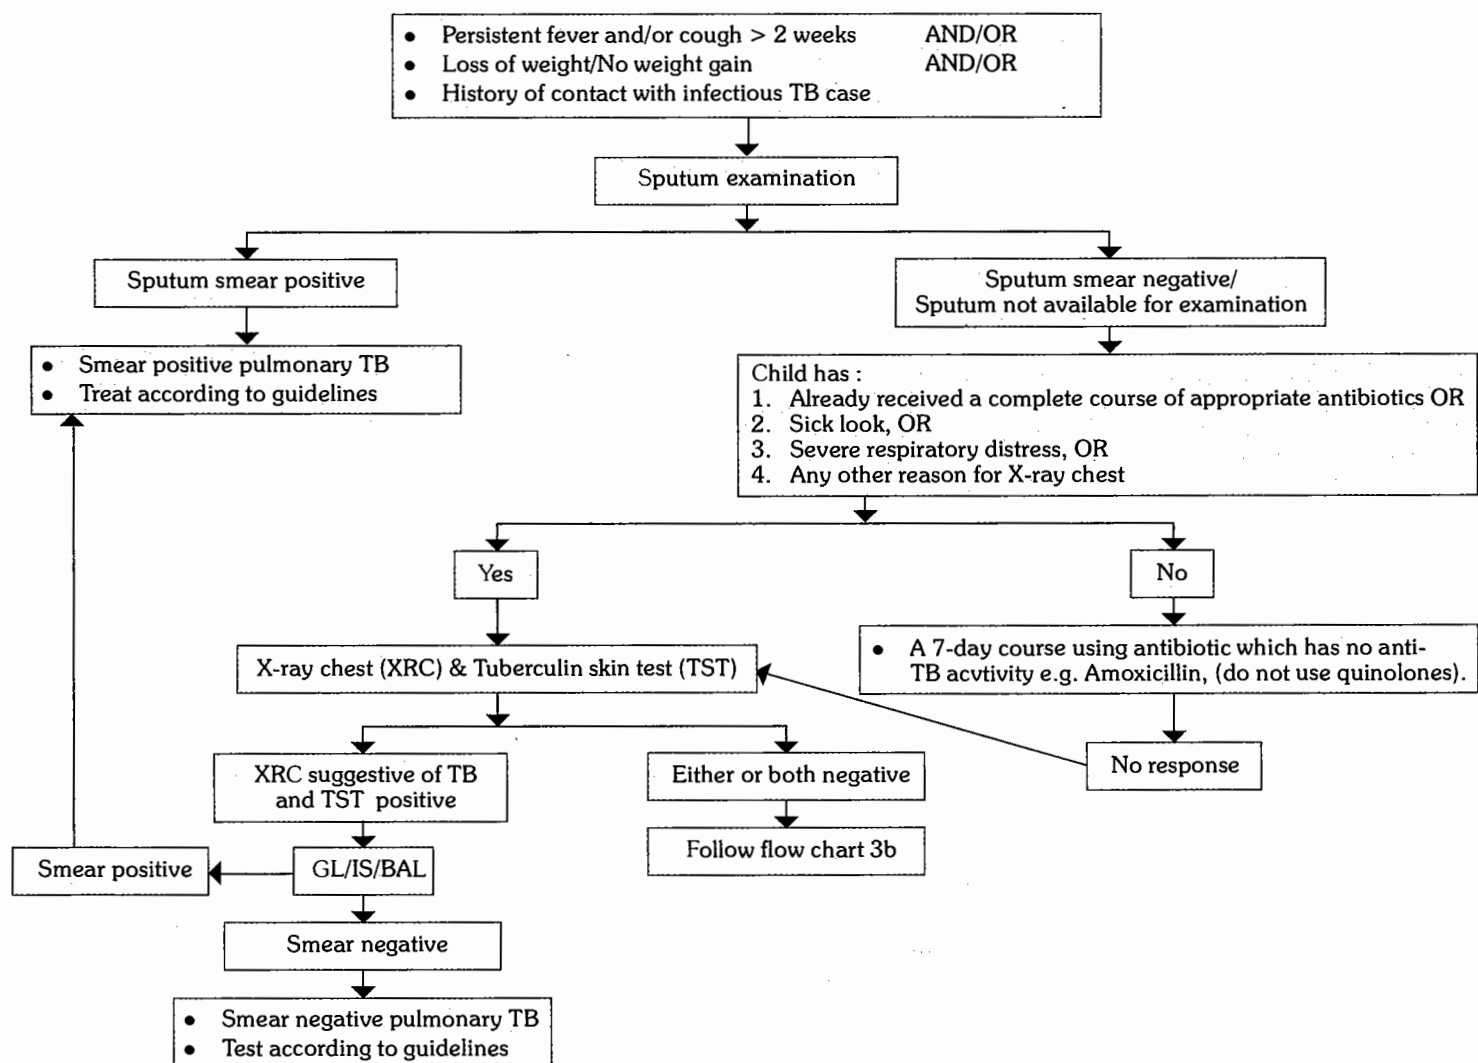 • Persistent fever and/or cough > 2 weeks AND/OR
• Loss of weight/No weight gain AND/OR
• History of contact with infectious TB case
Sputum examination
Sputum smear positive
Sputum smear negative/
Sputum not available for examination
• Smear positive pulmonary TB
• Treat according to guidelines
Child has :
1. Already received a complete course of appropriate antibiotics OR
2. Sick look, OR
3. Severe respiratory distress, OR
4. Any other reason for X-ray chest
Yes
No
X-ray chest (XRC) & Tuberculin skin test (TST)
• A 7-day course using antibiotic which has no anti-
TB acvtivity e.g. Amoxicillin, (do not use quinolones).
No response
XRC suggestive of TB
and TST positive
Either or both negative
Follow flow chart 3b
Smear positive
GL/IS/BAL
Smear negative
• Smear negative pulmonary TB
• Test according to guidelines